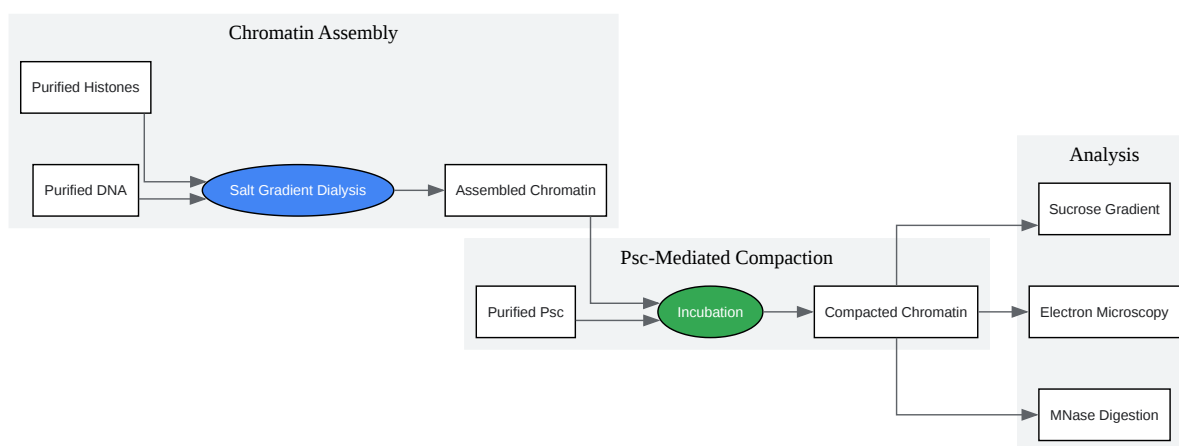 Chromatin Assembly
Purified Histones
Purified DNA
Salt Gradient Dialysis
Assembled Chromatin
Psc-Mediated Compaction
Purified Psc
Incubation
Compacted Chromatin
Analysis
Sucrose Gradient
Electron Microscopy
MNase Digestion